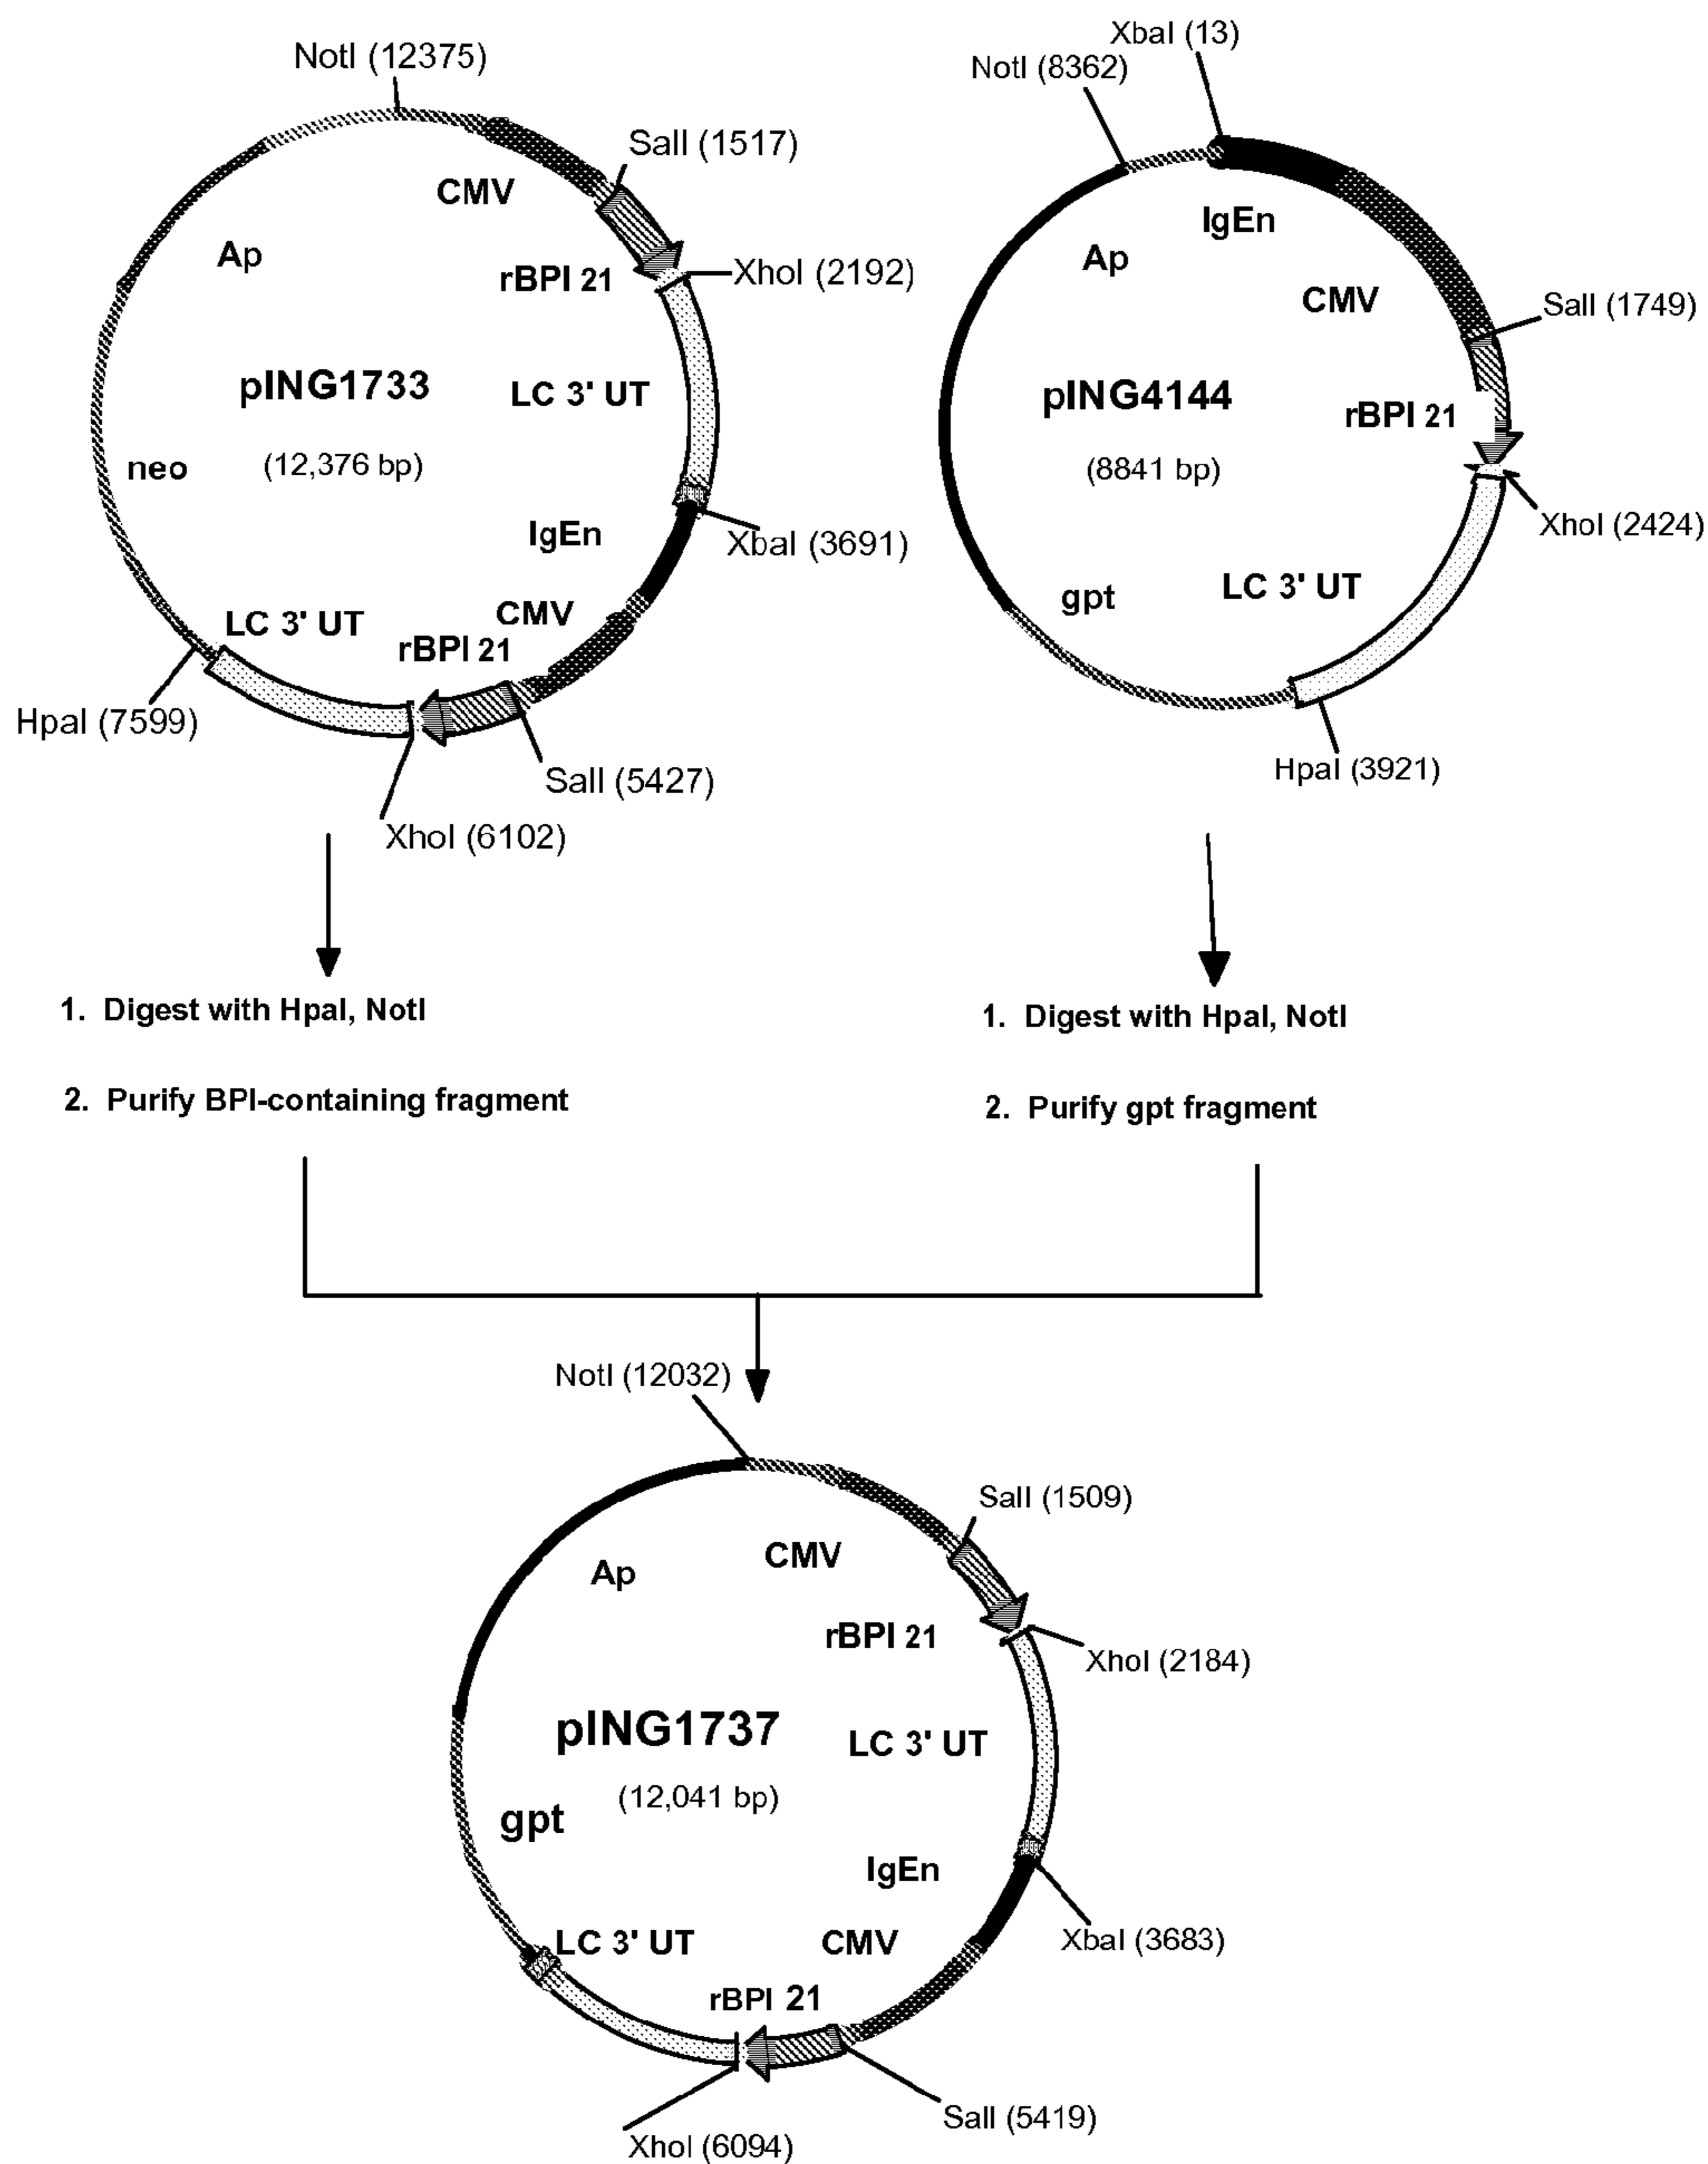 NotI (12375)
SalI (1517)
CMV
Ap
rBPI 21
XhoI (2192)
pING1733
(12,376 bp)
LC 3' UT
neo
IgEn
XbaI (3691)
CMV
LC 3' UT
rBPI 21
HpaI (7599)
SalI (5427)
XhoI (6102)
XbaI (13)
NotI (8362)
IgEn
Ap
CMV
SalI (1749)
pING4144
(8841 bp)
rBPI 21
XhoI (2424)
gpt
LC 3' UT
HpaI (3921)
1. Digest with HpaI, NotI
2. Purify BPI-containing fragment
1. Digest with HpaI, NotI
2. Purify gpt fragment
NotI (12032)
SalI (1509)
CMV
Ap
rBPI 21
XhoI (2184)
pING1737
(12,041 bp)
LC 3' UT
gpt
IgEn
XbaI (3683)
LC 3' UT
CMV
rBPI 21
SalI (5419)
XhoI (6094)